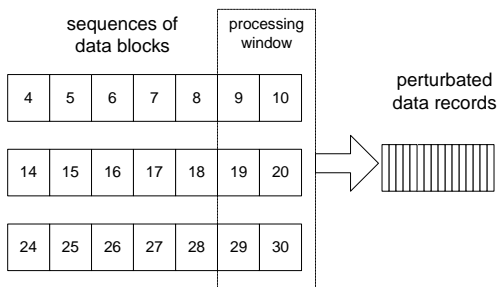 sequences of
data blocks
processing
window
perturbated
data records
4 5 6 7 8 9 10
14 15 16 17 18 19 20
24 25 26 27 28 29 30